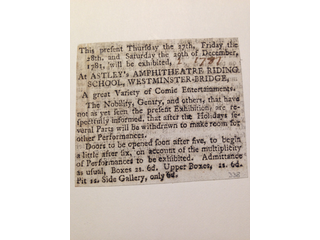 This preſent Thurſday the 27th, Friday the
28th, and Saturday the 29th of December,
1781, will be exhibited, 1781
At ASTLEY's AMPHITHEATRE RIDING
SCHOOL, WESTMINSTER-BRIDGE,
A great Variety of Comic Entertainments.
The Nobility, Gentry, and others, that have
not as yet ſeen the preſent Exhibition, are re-
ſpectfully informed, that after the Holidays ſe-
veral Parts will be withdrawn to make room for
other Performances.
Doors to be opened ſoon after five, to begin
a little after ſix, on account of the multiplicity
of Performances to be exhibited. Admittance
as uſual, Boxes 2s. 6d. Upper Boxes, 2s. 6d.
Pit 1s. Side Gallery, only 6d.